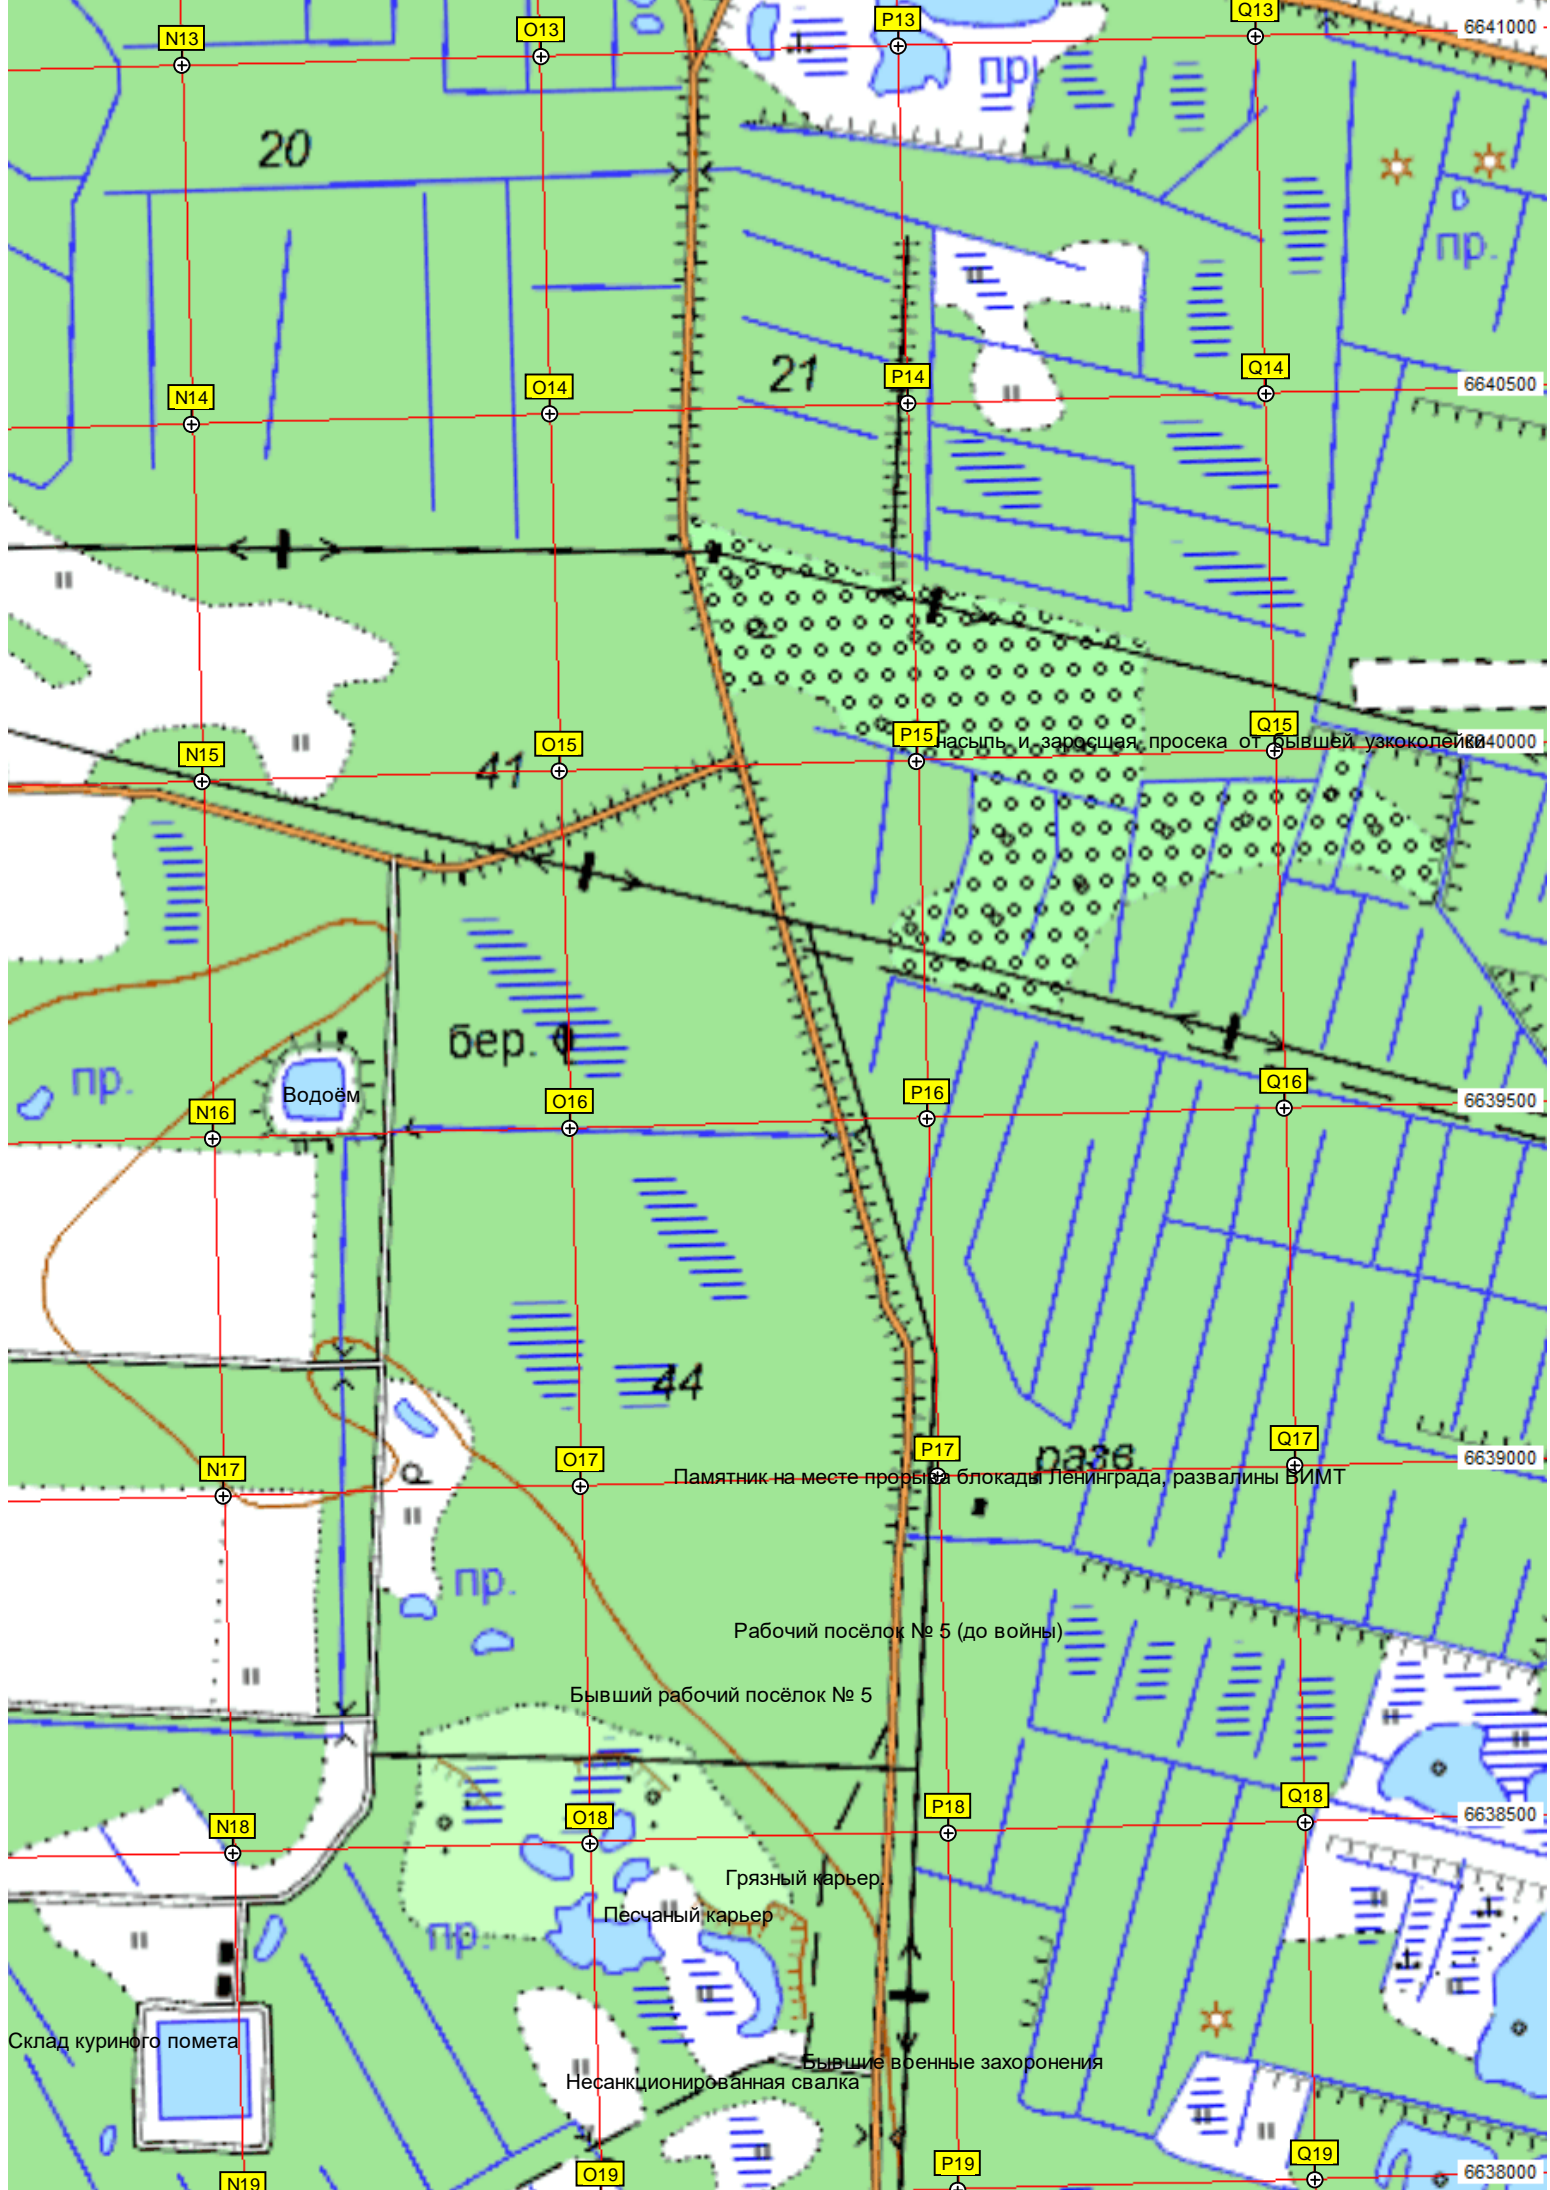 N13
O13
P13
Q13
6641000
пр
20
пр.
21
N14
O14
P14
Q14
6640500
N15
O15
P15
Q15
насыпь и заросшая просека от бывшей узкоколейки
41
бер.
пр.
Водоём
N16
O16
P16
Q16
6639500
44
N17
O17
P17
Q17
разв.
6639000
Памятник на месте прорыва блокады Ленинграда, развалины ВИМТ
пр.
Рабочий посёлок № 5 (до войны)
Бывший рабочий посёлок № 5
N18
O18
P18
Q18
6638500
Грязный карьер
Песчаный карьер
пр.
Склад куриного помета
Бывшие военные захоронения
Несанкционированная свалка
N19
O19
P19
Q19
6638000